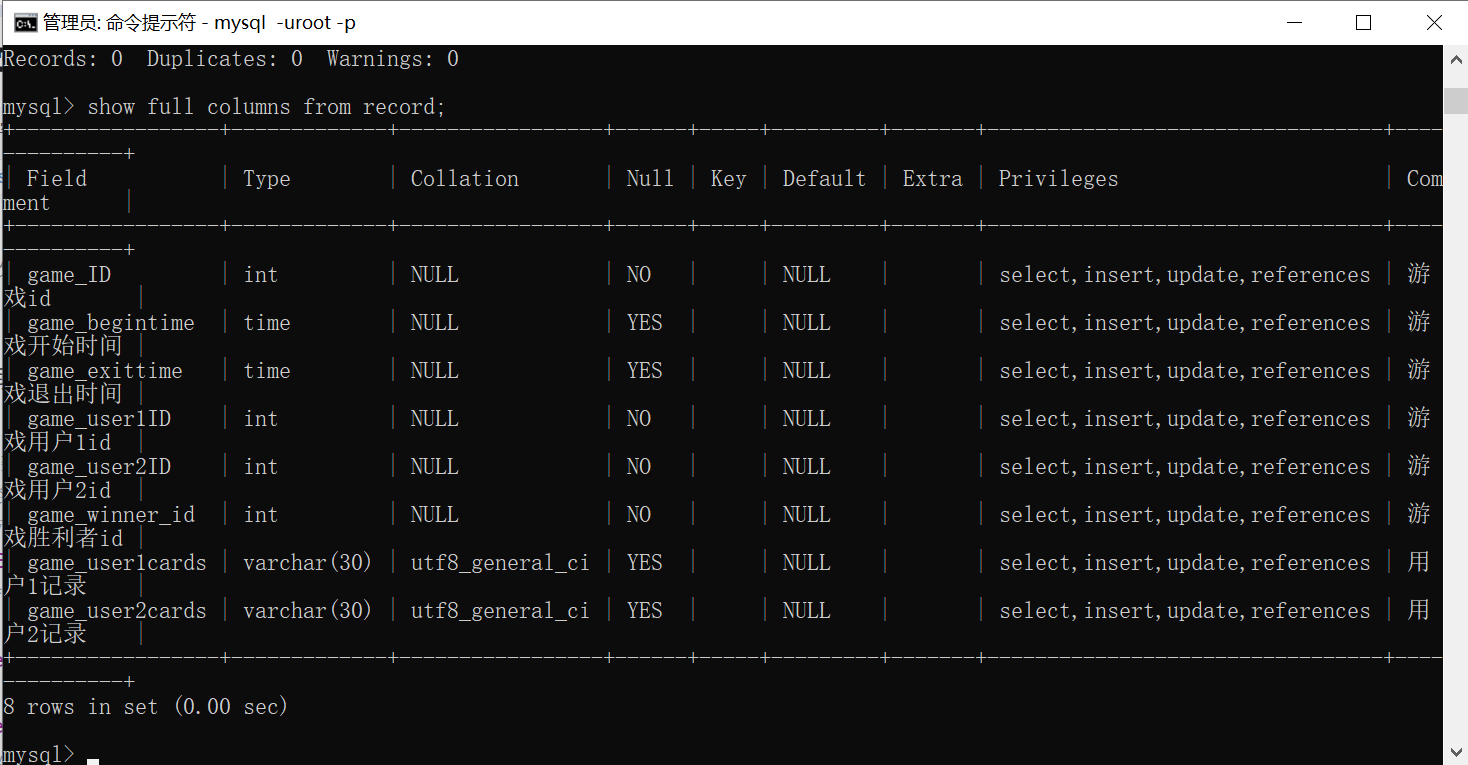 管理员: 命令提示符 - mysql  -uroot -p
Records: 0  Duplicates: 0  Warnings: 0
mysql> show full columns from record;
+-----------------+-------------+-----------------+------+-----+---------+-------+---------------------------------+----
----------+
| Field           | Type        | Collation       | Null | Key | Default | Extra | Privileges                      | Com
ment      |
+-----------------+-------------+-----------------+------+-----+---------+-------+---------------------------------+----
----------+
| game_ID         | int         | NULL            | NO   |     | NULL    |       | select,insert,update,references | 游
戏id       |
| game_begintime  | time        | NULL            | YES  |     | NULL    |       | select,insert,update,references | 游
戏开始时间 |
| game_exittime   | time        | NULL            | YES  |     | NULL    |       | select,insert,update,references | 游
戏退出时间 |
| game_user1ID    | int         | NULL            | NO   |     | NULL    |       | select,insert,update,references | 游
戏用户1id  |
| game_user2ID    | int         | NULL            | NO   |     | NULL    |       | select,insert,update,references | 游
戏用户2id  |
| game_winner_id  | int         | NULL            | NO   |     | NULL    |       | select,insert,update,references | 游
戏胜利者id |
| game_user1cards | varchar(30) | utf8_general_ci | YES  |     | NULL    |       | select,insert,update,references | 用
户1记录    |
| game_user2cards | varchar(30) | utf8_general_ci | YES  |     | NULL    |       | select,insert,update,references | 用
户2记录    |
+-----------------+-------------+-----------------+------+-----+---------+-------+---------------------------------+----
----------+
8 rows in set (0.00 sec)
mysql>